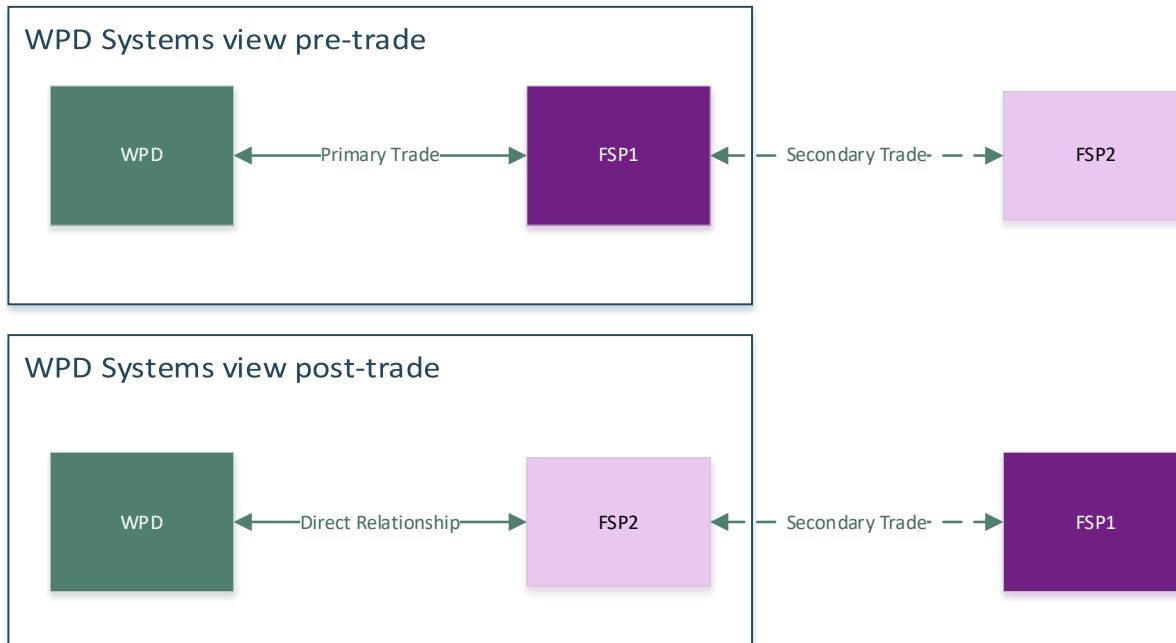 WPD Systems view pre-trade
WPD
Primary Trade
FSP1
Secondary Trade
FSP2
WPD Systems view post-trade
WPD
Direct Relationship
FSP2
Secondary Trade
FSP1